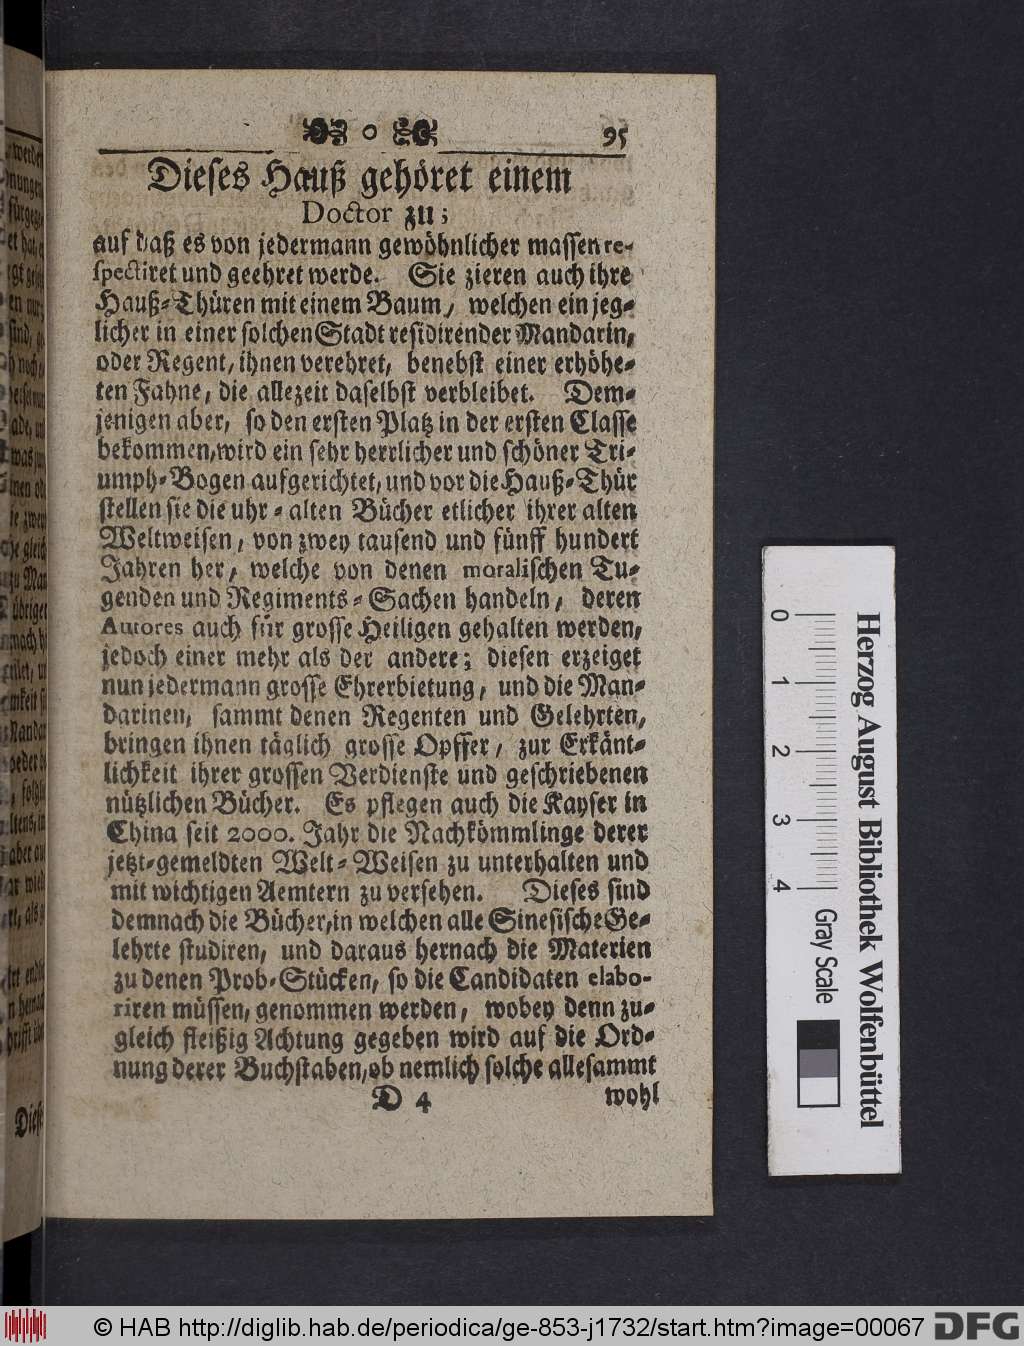 95
Dieses Hauß gehöret einem
Doctor zu;
auf daß es von jedermann gewöhnlicher massen re-
spectiret und geehret werde. Sie zieren auch ihre
Hauß-Thüren mit einem Baum, welchen ein jeg-
licher in einer solchen Stadt residirender Mandarin,
oder Regent, ihnen verehret, benebst einer erhöhe-
ten Fahne, die allezeit daselbst verbleibet. Dem-
jenigen aber, so den ersten Platz in der ersten Classe
bekommen, wird ein sehr herrlicher und schöner Tri-
umph-Bogen aufgerichtet, und vor die Hauß-Thür
stellen sie die uhr-alten Bücher etlicher ihrer alten
Weltweisen, von zwey tausend und fünff hundert
Jahren her, welche von denen moralischen Tu-
genden und Regiments-Sachen handeln, deren
Autores auch für grosse Heiligen gehalten werden,
jedoch einer mehr als der andere; diesen erzeiget
nun jedermann grosse Ehrerbietung, und die Man-
darinen, sammt denen Regenten und Gelehrten,
bringen ihnen täglich grosse Opffer, zur Erkänt-
lichkeit ihrer grossen Verdienste und geschriebenen
nützlichen Bücher. Es pflegen auch die Kayser in
China seit 2000. Jahr die Nachkömmlinge derer
jetzt-gemeldten Welt-Weisen zu unterhalten und
mit wichtigen Aemtern zu versehen. Dieses sind
demnach die Bücher, in welchen alle Sinesische Ge-
lehrte studiren, und daraus hernach die Materien
zu denen Prob-Stücken, so die Candidaten elabo-
riren müssen, genommen werden, wobey denn zu-
gleich fleißig Achtung gegeben wird auf die Ord-
nung derer Buchstaben, ob nemlich solche allesammt
D 4 wohl
0 1 2 3 4
Gray Scale
Herzog August Bibliothek Wolfenbüttel
© HAB http://diglib.hab.de/periodica/ge-853-j1732/start.htm?image=00067
DFG